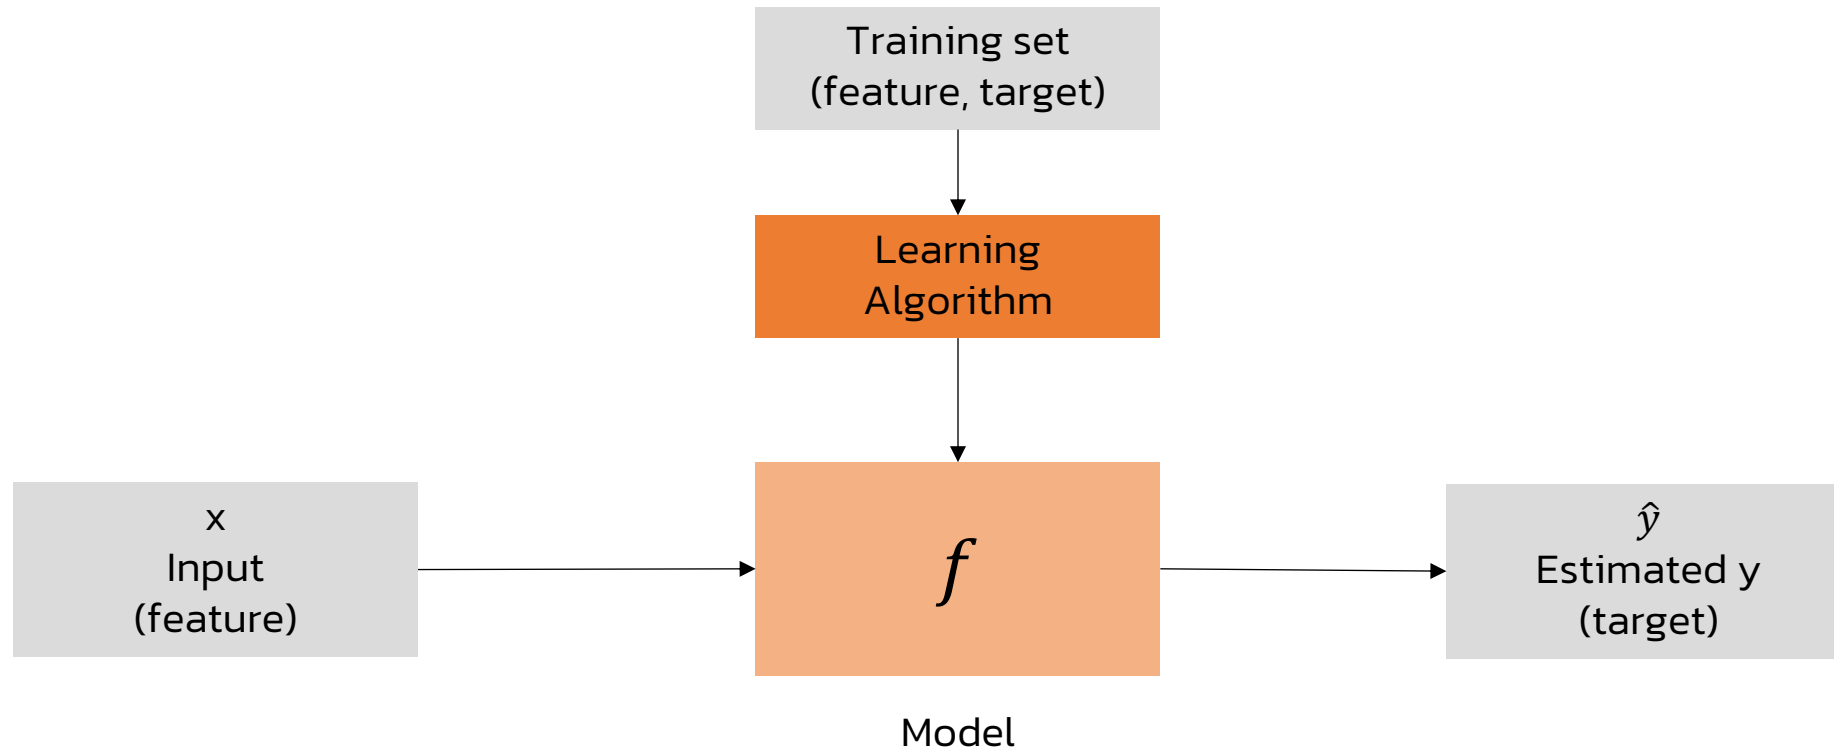 Training set
(feature, target)
Learning
Algorithm
x
Input
(feature)
f
ŷ
Estimated y
(target)
Model